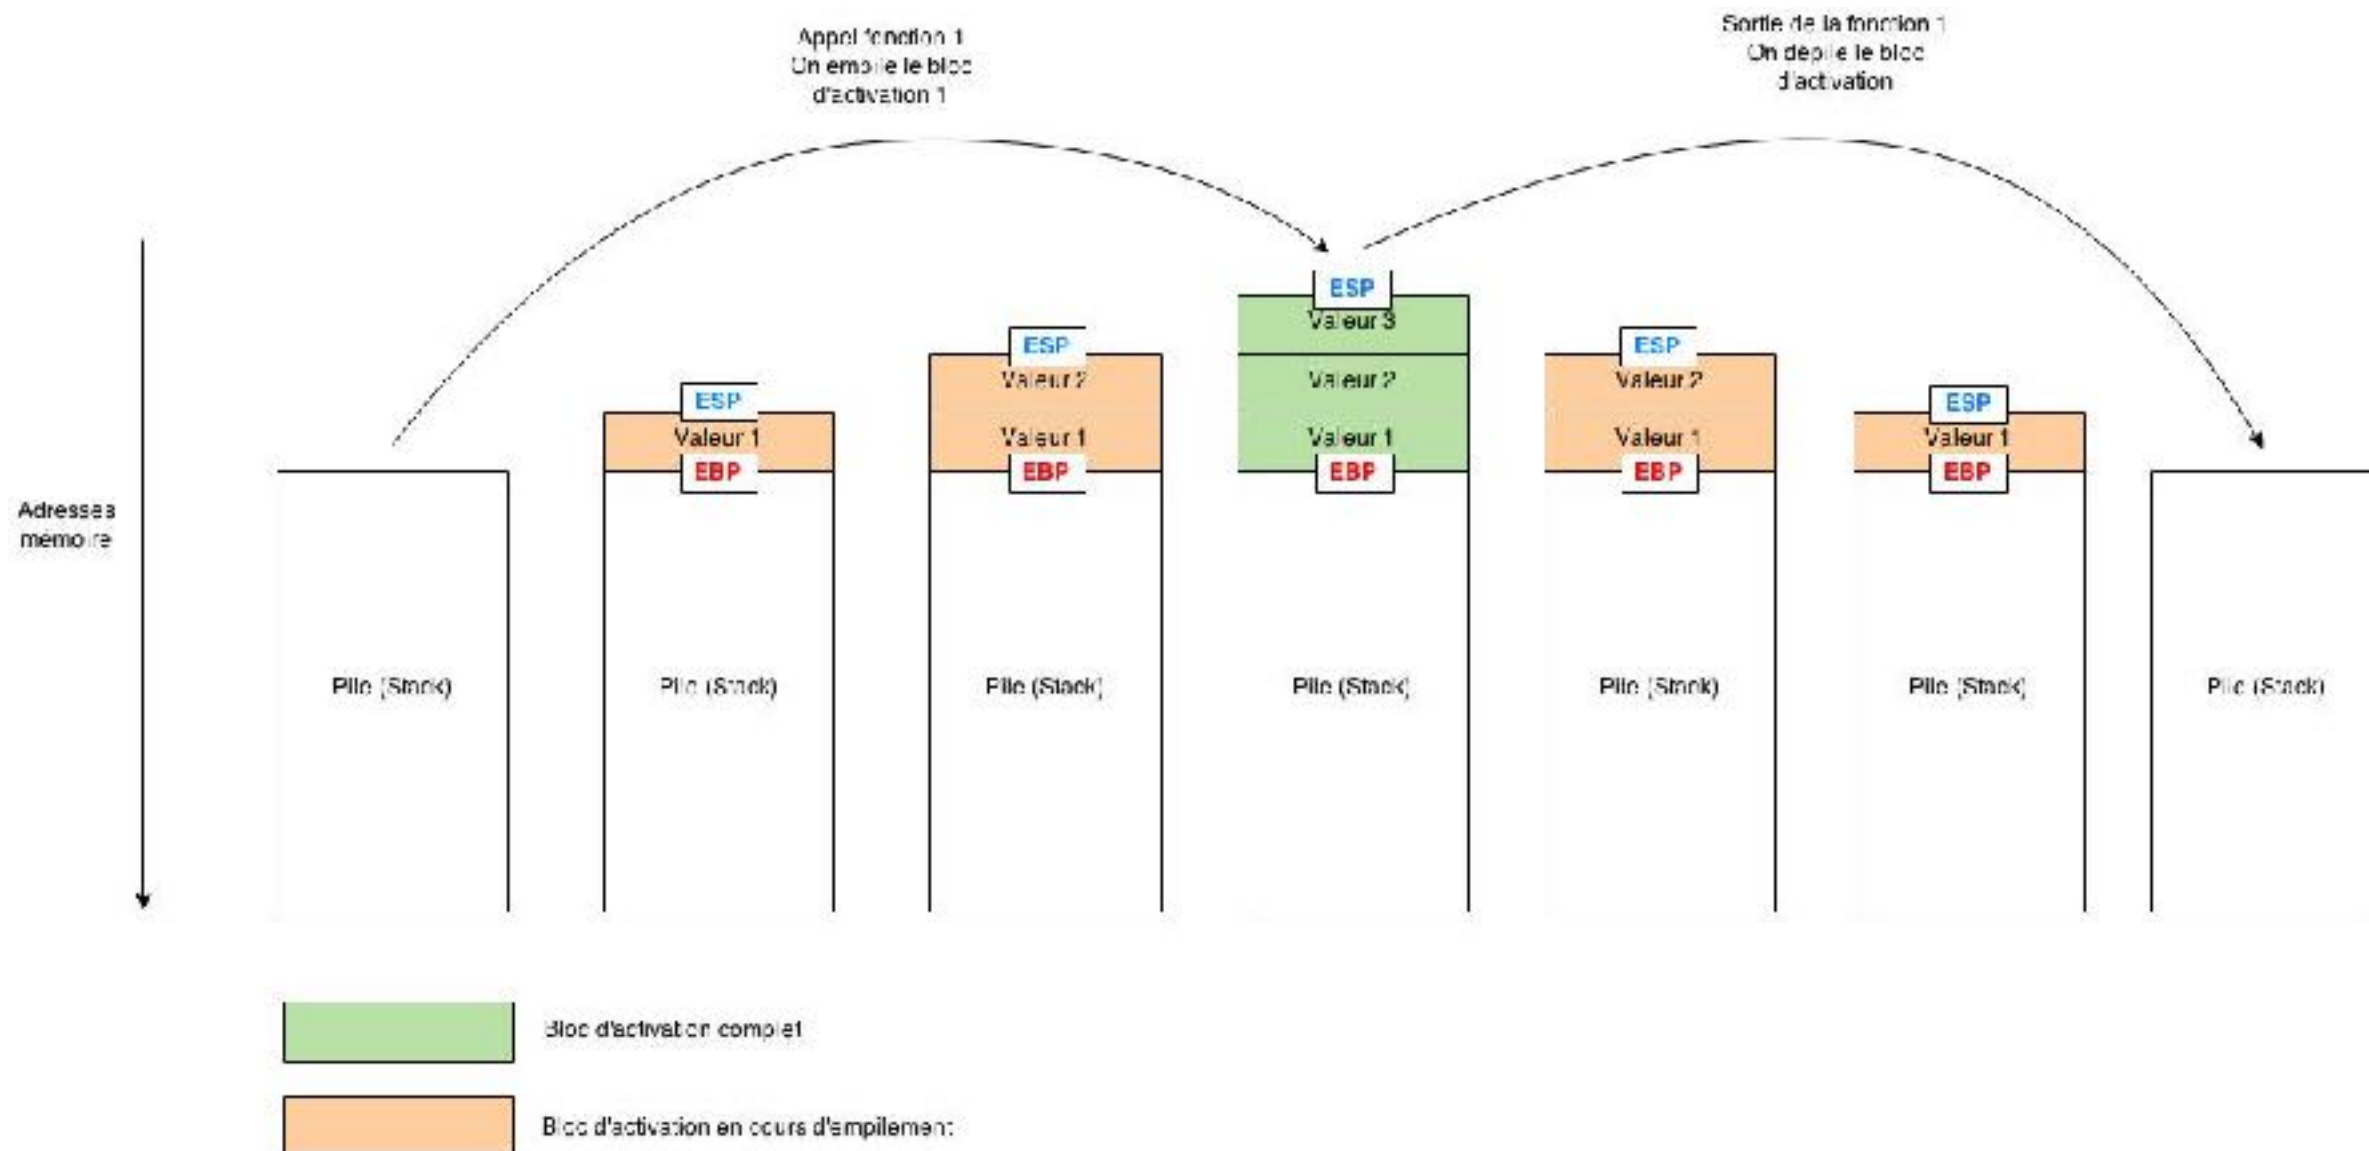 Appel fonction 1
On empile le bloc
d'activation 1
Sortie de la fonction 1
On dépile le bloc
d'activation
ESP
Valeur 3
ESP
Valeur 2
Valeur 2
ESP
Valeur 2
ESP
Valeur 1
EBP
Valeur 1
EBP
Valeur 1
EBP
Valeur 1
EBP
ESP
Valeur 1
EBP
Adresses
mémoire
Pile (Stack)
Pile (Stack)
Pile (Stack)
Pile (Stack)
Pile (Stack)
Pile (Stack)
Pile (Stack)
Bloc d'activation complet
Bloc d'activation en cours d'empilement